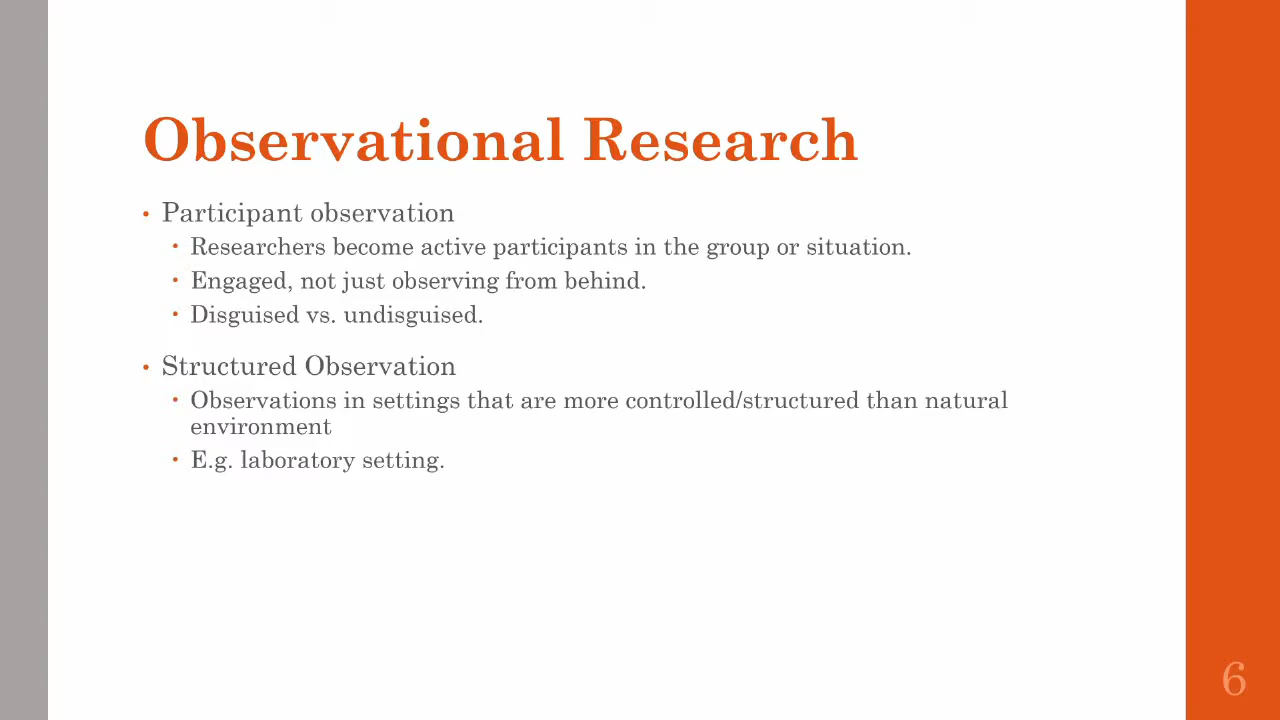 Observational Research
• Participant observation
• Researchers become active participants in the group or situation.
• Engaged, not just observing from behind.
• Disguised vs. undisguised.
• Structured Observation
• Observations in settings that are more controlled/structured than natural
environment
• E.g. laboratory setting.
6